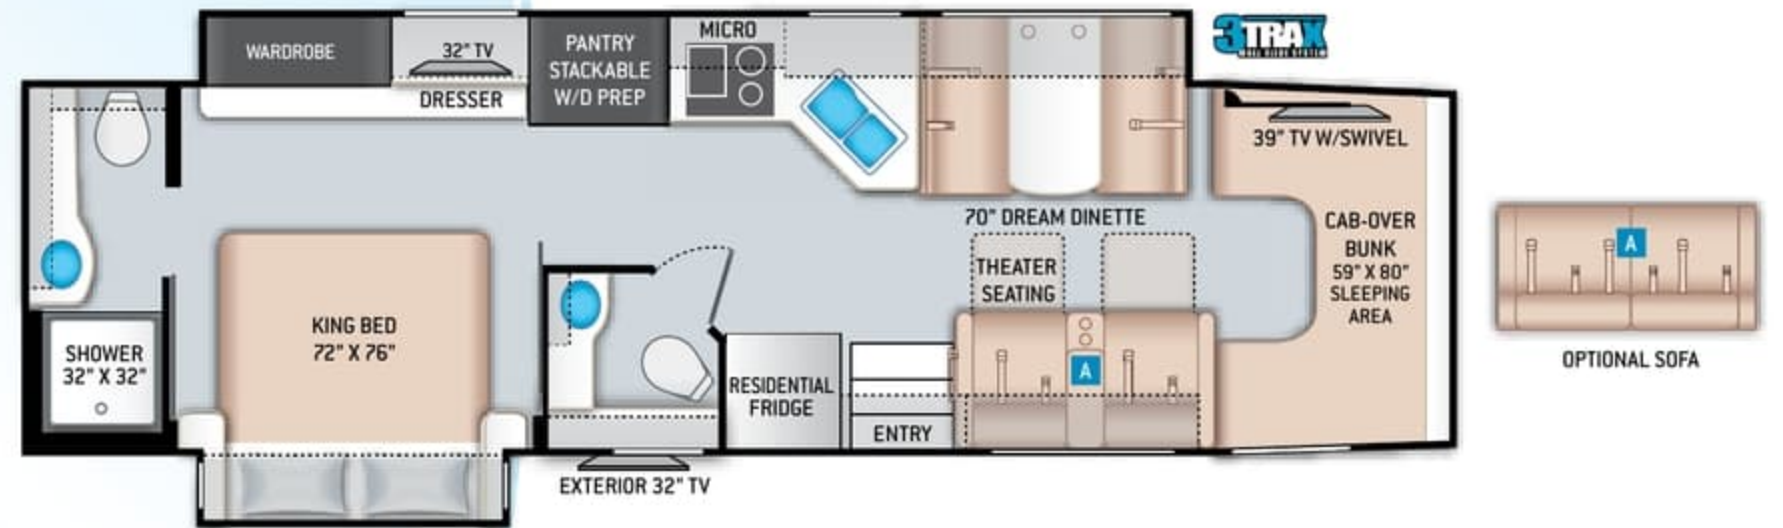 WARDROBE
32" TV
DRESSER
PANTRY
STACKABLE
W/D PREP
MICRO
3TRAX
39" TV W/SWIVEL
70" DREAM DINETTE
THEATER
SEATING
CAB-OVER
BUNK
59" X 80"
SLEEPING
AREA
A
OPTIONAL SOFA
KING BED
72" X 76"
SHOWER
32" X 32"
A
RESIDENTIAL
FRIDGE
ENTRY
EXTERIOR 32" TV